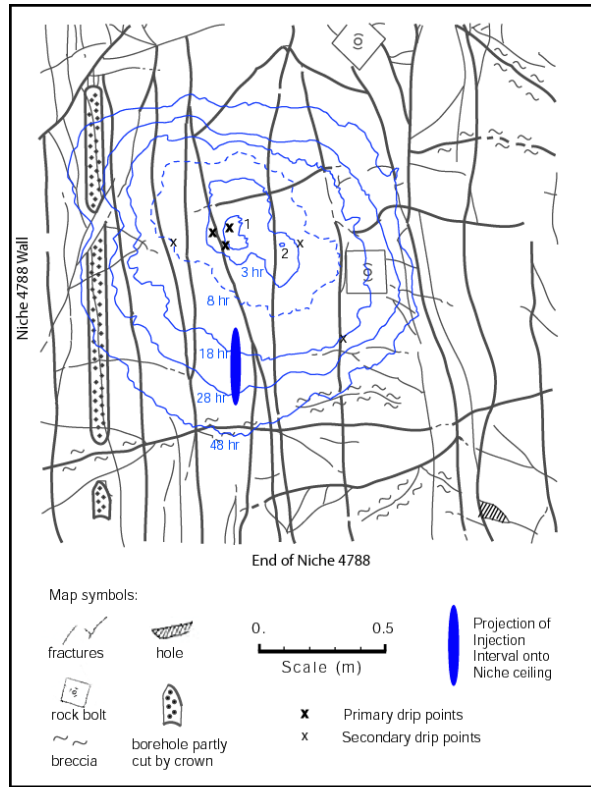 1
2
3 hr
8 hr
18 hr
28 hr
48 hr
Niche 4788 Wall
End of Niche 4788
Map symbols:
fractures
hole
rock bolt
breccia
borehole partly
cut by crown
0.
0.5
Scale (m)
Projection of
Injection
Interval onto
Niche ceiling
x Primary drip points
x Secondary drip points